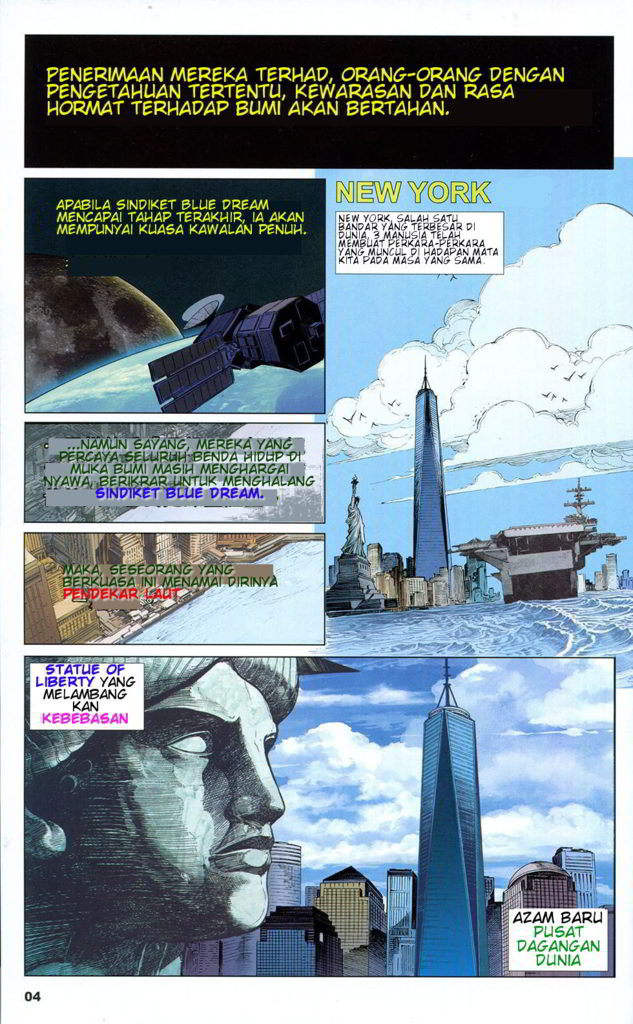 PENERIMAAN MEREKA TERHAD, ORANG-ORANG DENGAN
PENGETAHUAN TERTENTU, KEWARASAN DAN RASA
HORMAT TERHADAP BUMI AKAN BERTAHAN.
APABILA SINDIKET BLUE DREAM
MENCAPAI TAHAP TERAKHIR, IA AKAN
MEMPUNYAI KUASA KAWALAN PENUH.
NEW YORK
NEW YORK, SALAH SATU
BANDAR YANG TERBESAR DI
DUNIA. 3 MANUSIA TELAH
MEMBUAT PERKARA-PERKARA
YANG MUNCUL DI HADAPAN MATA
KITA PADA MASA YANG SAMA.
...NAMUN SAYANG, MEREKA YANG
PERCAYA SELURUH BENDA HIDUP DI
MUKA BUMI MASIH MENGHARGAI
NYAWA, BERIKRAR UNTUK MENGHALANG
SINDIKET BLUE DREAM.
MAKA, SESEORANG YANG
BERKUASA INI MENAMAI DIRINYA
PENDEKAR LAUT
STATUE OF
LIBERTY YANG
MELAMBANG
KAN
KEBEBASAN
AZAM BARU
PUSAT
DAGANGAN
DUNIA
04